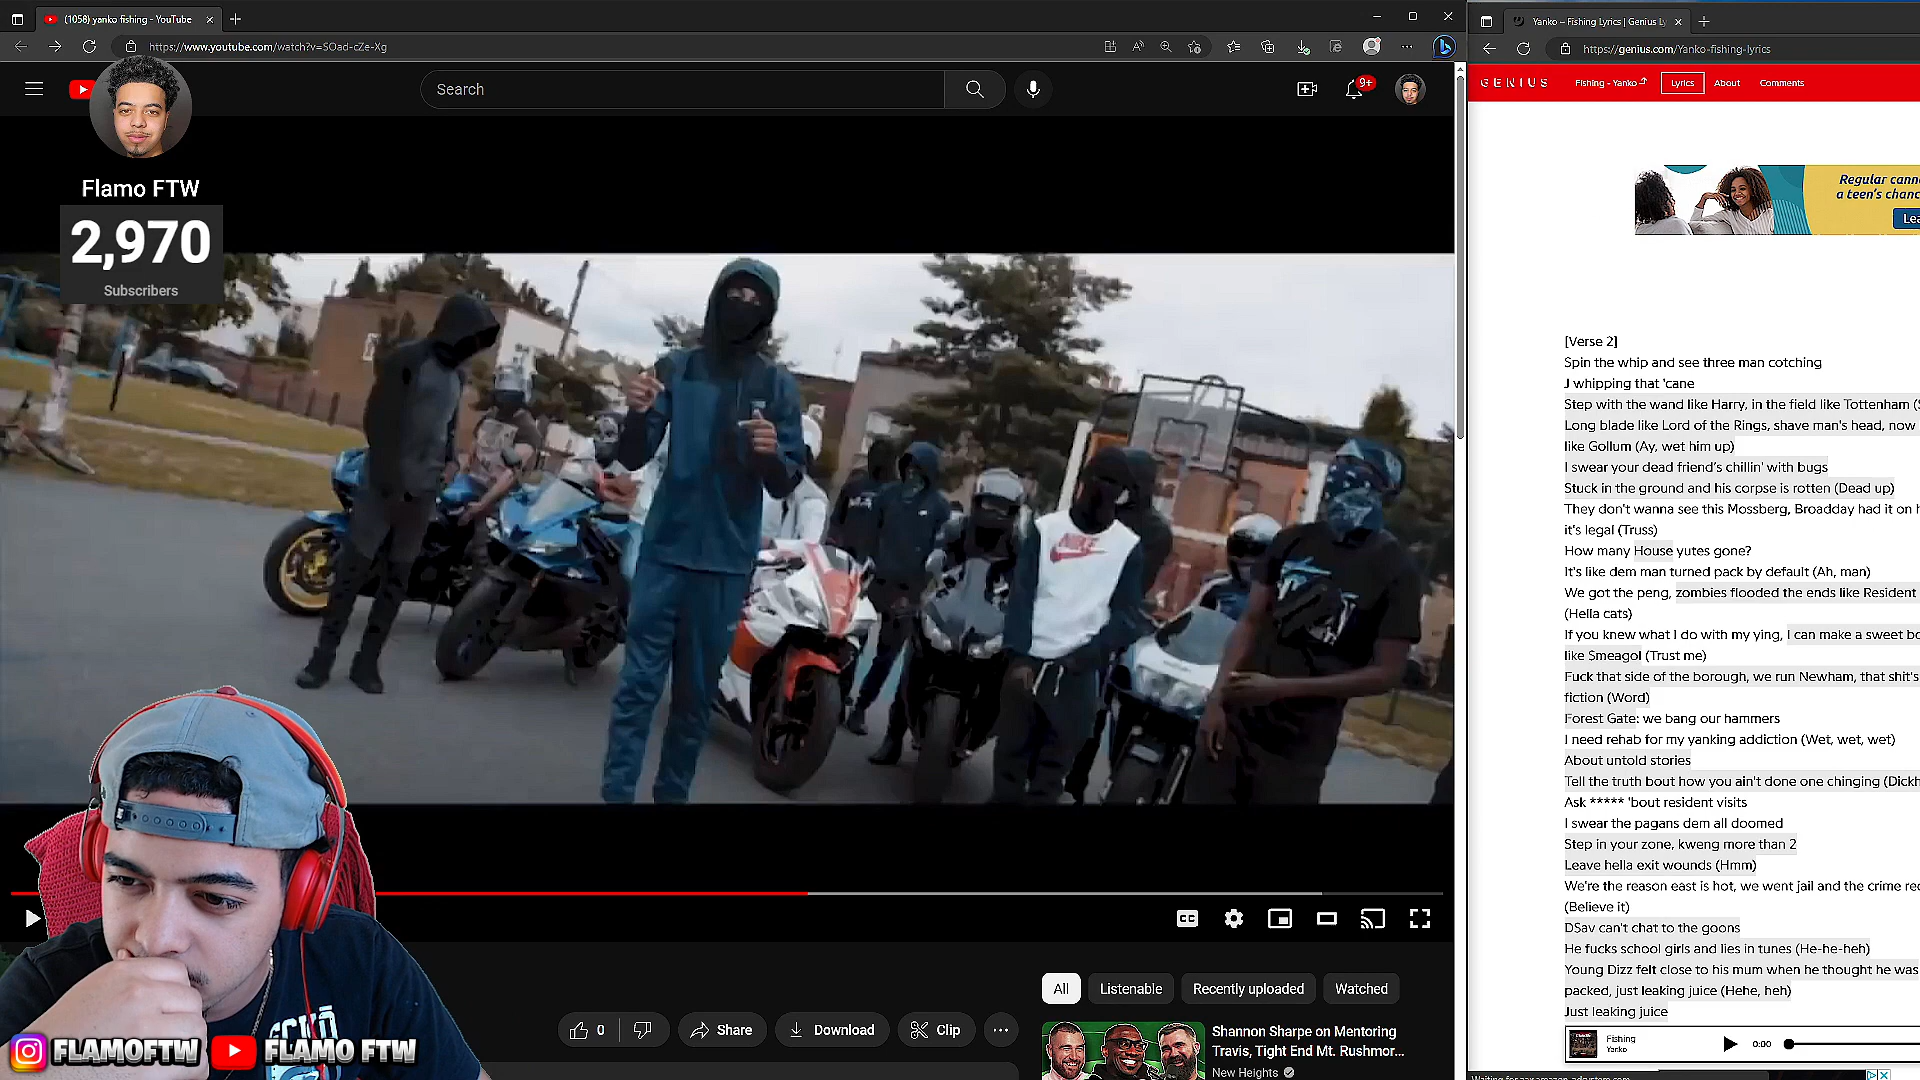 (1058) yanko fishing - YouTube
https://www.youtube.com/watch?v=SOad-cZe-Xg
Search
9+
Flamo FTW
2,970
Subscribers
CC
0
Share
Download
Clip
All
Listenable
Recently uploaded
Watched
Shannon Sharpe on Mentoring
Travis, Tight End Mt. Rushmor...
New Heights
FLAMOFTW
FLAMO FTW
Yanko – Fishing Lyrics | Genius Ly
https://genius.com/Yanko-fishing-lyrics
GENIUS
Fishing - Yanko
Lyrics
About
Comments
Regular cann
a teen's chanc
Lea
[Verse 2]
Spin the whip and see three man cotching
J whipping that 'cane
Step with the wand like Harry, in the field like Tottenham (
Long blade like Lord of the Rings, shave man's head, now
like Gollum (Ay, wet him up)
I swear your dead friend's chillin' with bugs
Stuck in the ground and his corpse is rotten (Dead up)
They don't wanna see this Mossberg, Broadday had it on
it's legal (Truss)
How many House yutes gone?
It's like dem man turned pack by default (Ah, man)
We got the peng, zombies flooded the ends like Resident
(Hella cats)
If you knew what I do with my ying, I can make a sweet bo
like Smeagol (Trust me)
Fuck that side of the borough, we run Newham, that shit's
fiction (Word)
Forest Gate: we bang our hammers
I need rehab for my yanking addiction (Wet, wet, wet)
About untold stories
Tell the truth bout how you ain't done one chinging (Dickh
Ask ***** 'bout resident visits
I swear the pagans dem all doomed
Step in your zone, kweng more than 2
Leave hella exit wounds (Hmm)
We're the reason east is hot, we went jail and the crime re
(Believe it)
DSav can't chat to the goons
He fucks school girls and lies in tunes (He-he-heh)
Young Dizz felt close to his mum when he thought he was
packed, just leaking juice (Hehe, heh)
Just leaking juice
Fishing
Yanko
0:00